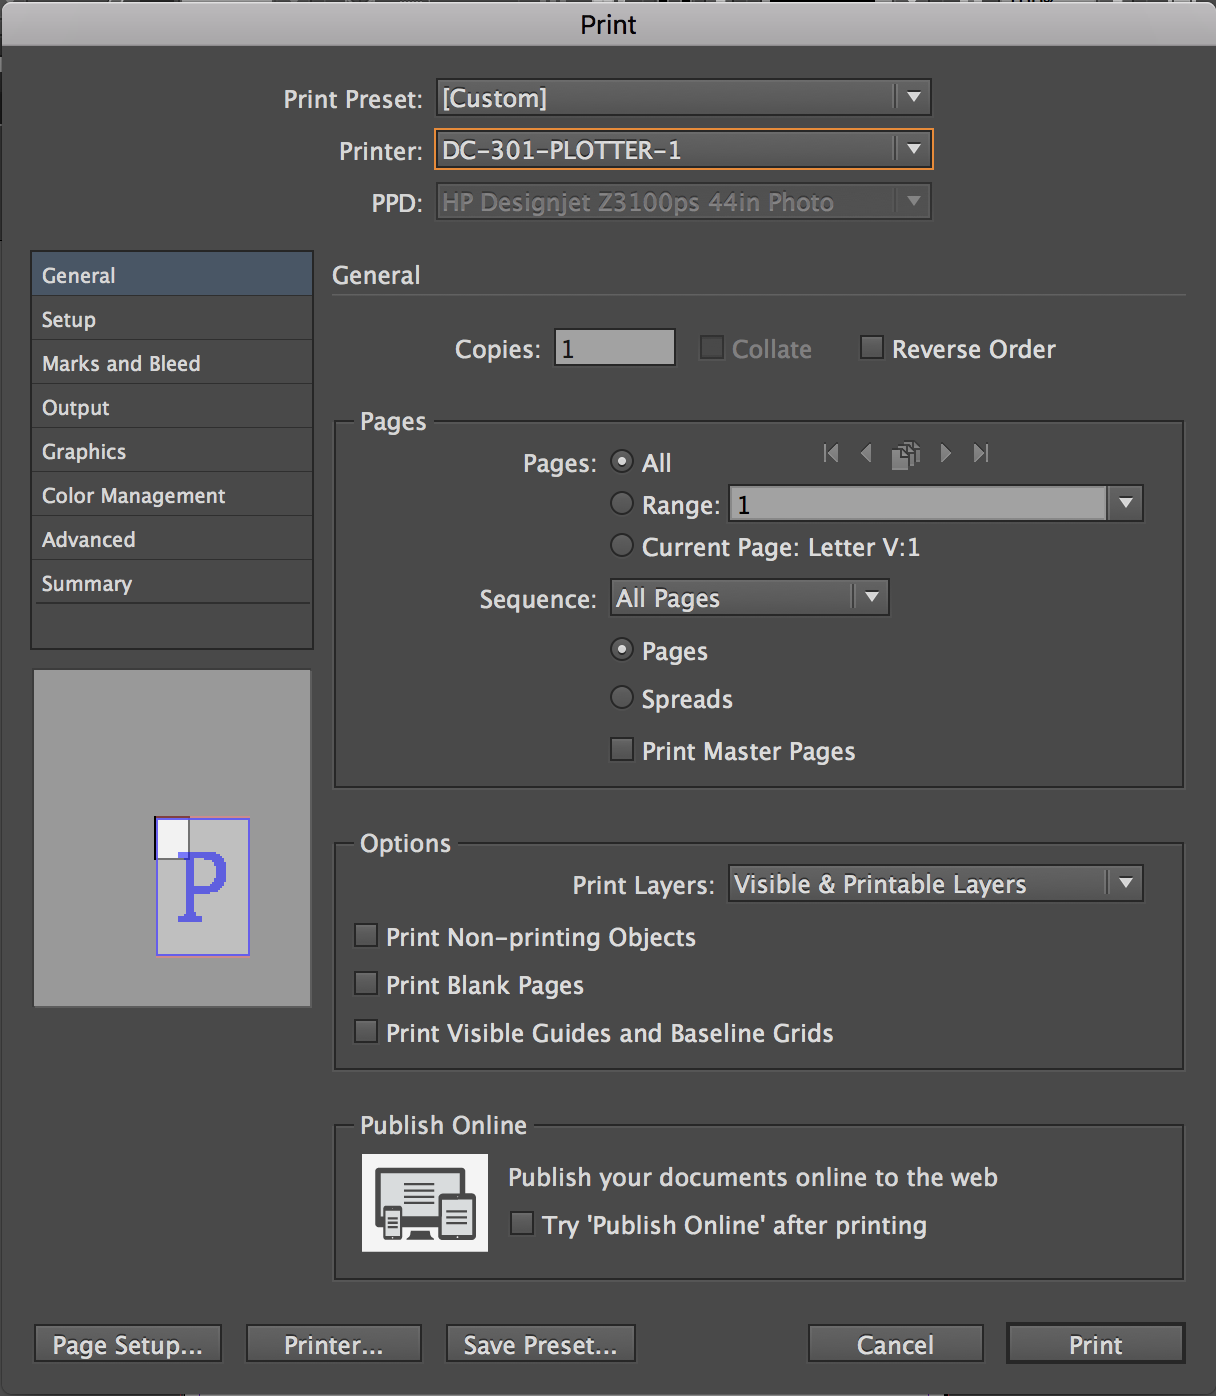 Print
Print Preset: [Custom]
Printer: DC-301-PLOTTER-1
PPD: HP Designjet Z3100ps 44in Photo
General
Setup
Marks and Bleed
Output
Graphics
Color Management
Advanced
Summary
P
General
Copies: 1 Collate Reverse Order
Pages
Pages: All
Range: 1
Current Page: Letter V:1
Sequence: All Pages
Pages
Spreads
Print Master Pages
Options
Print Layers: Visible & Printable Layers
Print Non-printing Objects
Print Blank Pages
Print Visible Guides and Baseline Grids
Publish Online
Publish your documents online to the web
Try 'Publish Online' after printing
Page Setup... Printer... Save Preset... Cancel Print